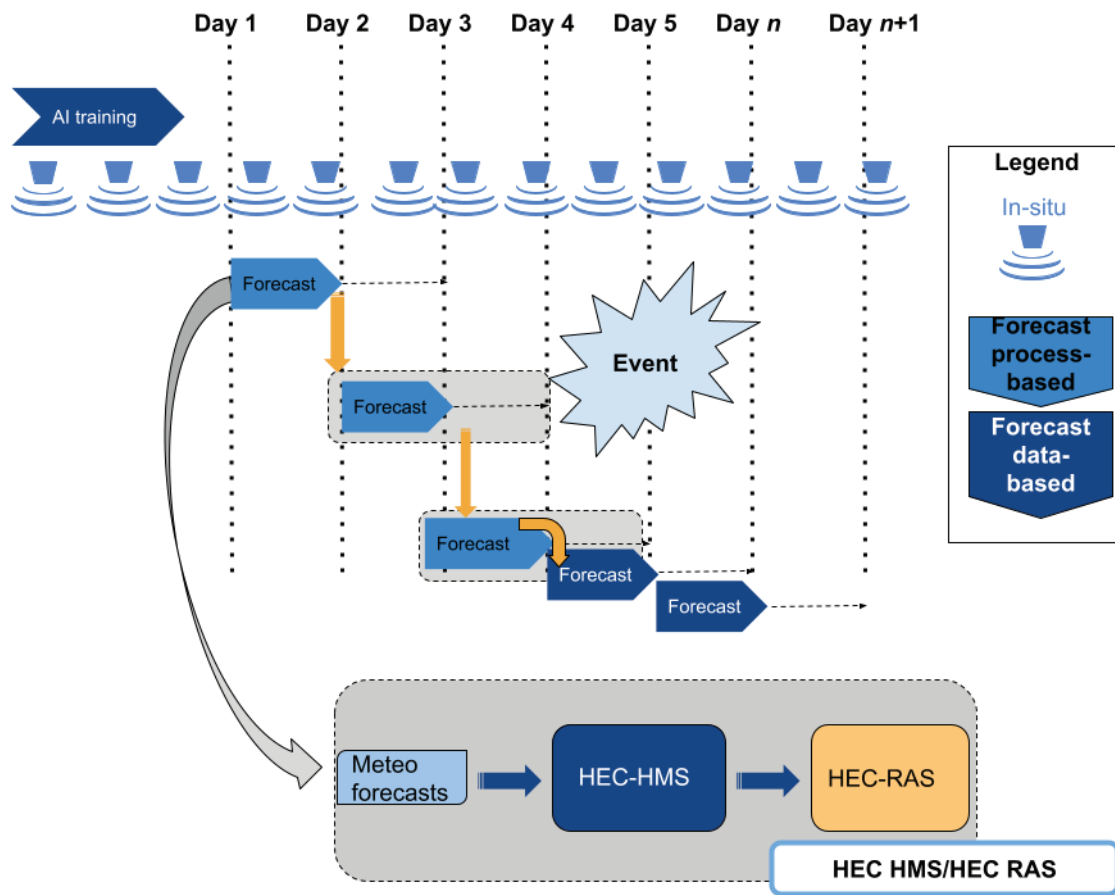 Day 1 Day 2 Day 3 Day 4 Day 5 Day n Day n+1
AI training
Legend
In-situ
Forecast
process-
based
Forecast
data-
based
Forecast
Event
Forecast
Forecast
Forecast
Forecast
Meteo
forecasts
HEC-HMS
HEC-RAS
HEC HMS/HEC RAS